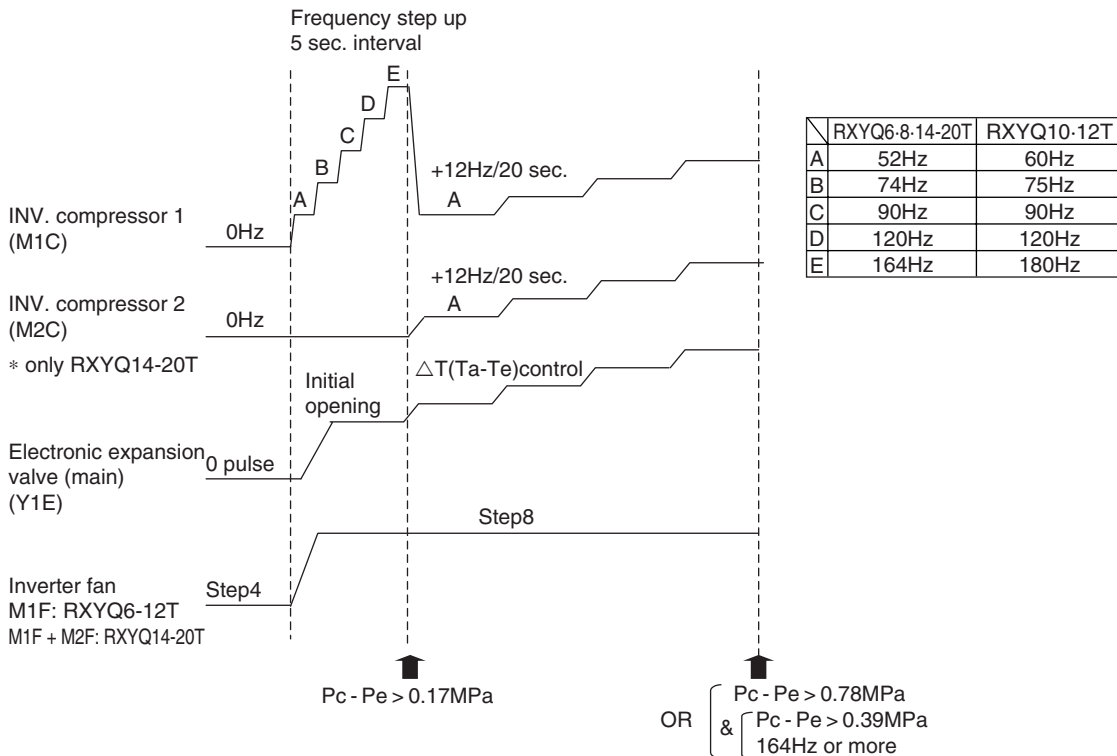 Frequency step up
5 sec. interval
E
D
C
B
A
+12Hz/20 sec.
A
INV. compressor 1
(M1C)
0Hz
RXYQ6·8·14-20T RXYQ10·12T
A 52Hz 60Hz
B 74Hz 75Hz
C 90Hz 90Hz
D 120Hz 120Hz
E 164Hz 180Hz
+12Hz/20 sec.
A
INV. compressor 2
(M2C)
0Hz
* only RXYQ14-20T
△T(Ta-Te)control
Initial
opening
Electronic expansion
valve (main)
(Y1E)
0 pulse
Step8
Inverter fan
M1F: RXYQ6-12T
M1F + M2F: RXYQ14-20T
Step4
Pc - Pe > 0.17MPa
OR
Pc - Pe > 0.78MPa
& Pc - Pe > 0.39MPa
164Hz or more